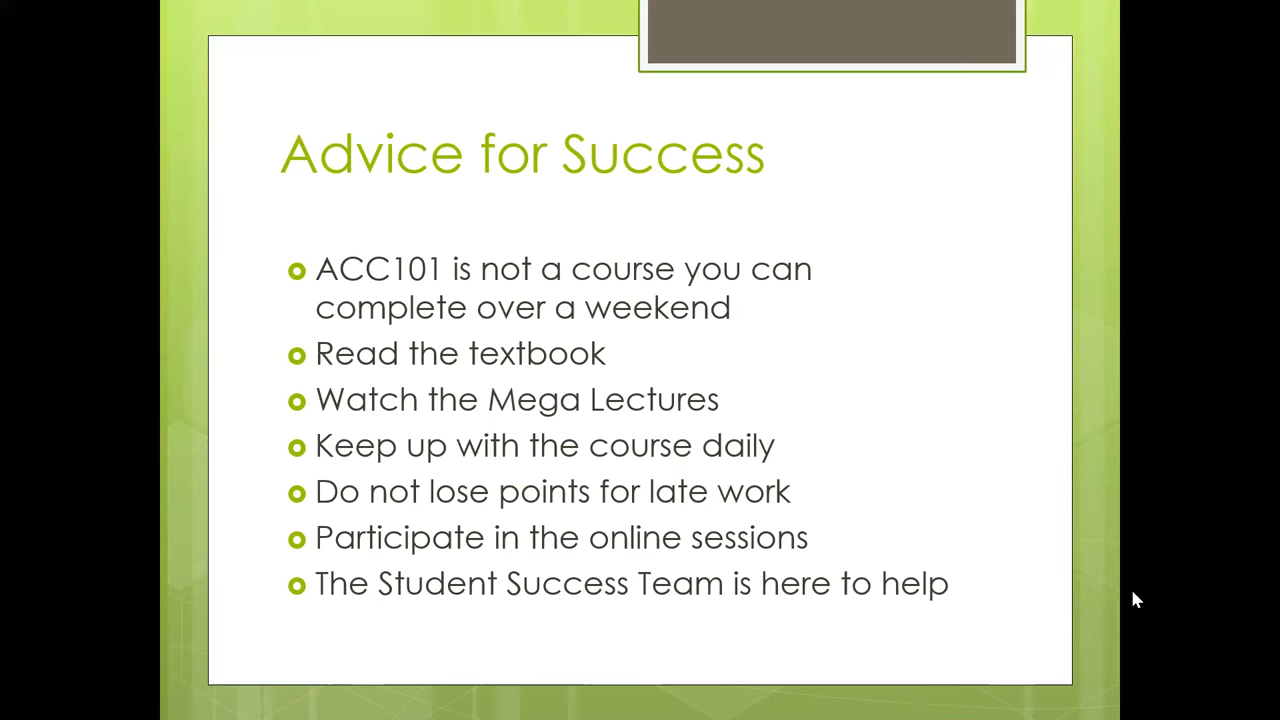 Advice for Success
ACC101 is not a course you can
complete over a weekend
Read the textbook
Watch the Mega Lectures
Keep up with the course daily
Do not lose points for late work
Participate in the online sessions
The Student Success Team is here to help